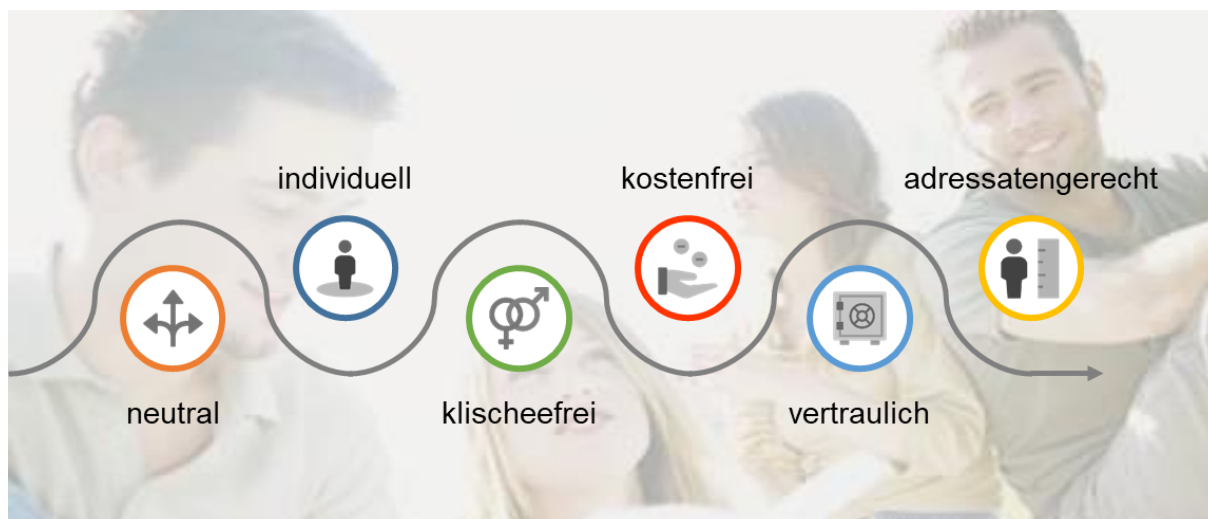 individuell
kostenfrei
adressatengerecht
neutral
klischeefrei
vertraulich